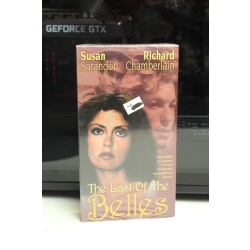 GEFORCE GTX
Susan Richard
Sarandon Chamberlain
The Last Of The
Belles